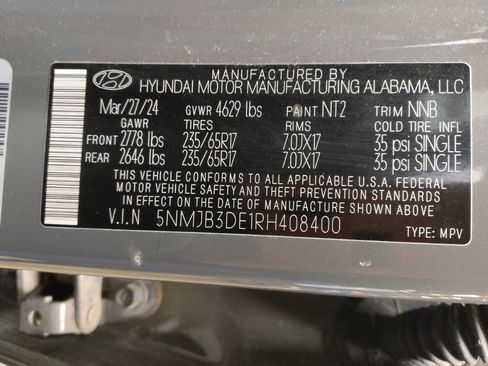 MANUFACTURED BY
HYUNDAI MOTOR MANUFACTURING ALABAMA, LLC
Mar/27/24 GVWR 4629 lbs PAINT NT2 TRIM NNB
GAWR TIRES RIMS COLD TIRE INFL
FRONT 2778 lbs 235/65R17 7.0JX17 35 psi SINGLE
REAR 2646 lbs 235/65R17 7.0JX17 35 psi SINGLE
THIS VEHICLE CONFORMS TO ALL APPLICABLE U.S.A. FEDERAL
MOTOR VEHICLE SAFETY AND THEFT PREVENTION STANDARDS
IN EFFECT ON THE DATE OF MANUFACTURE SHOWN ABOVE
V.I.N 5NMJB3DE1RH408400
TYPE: MPV